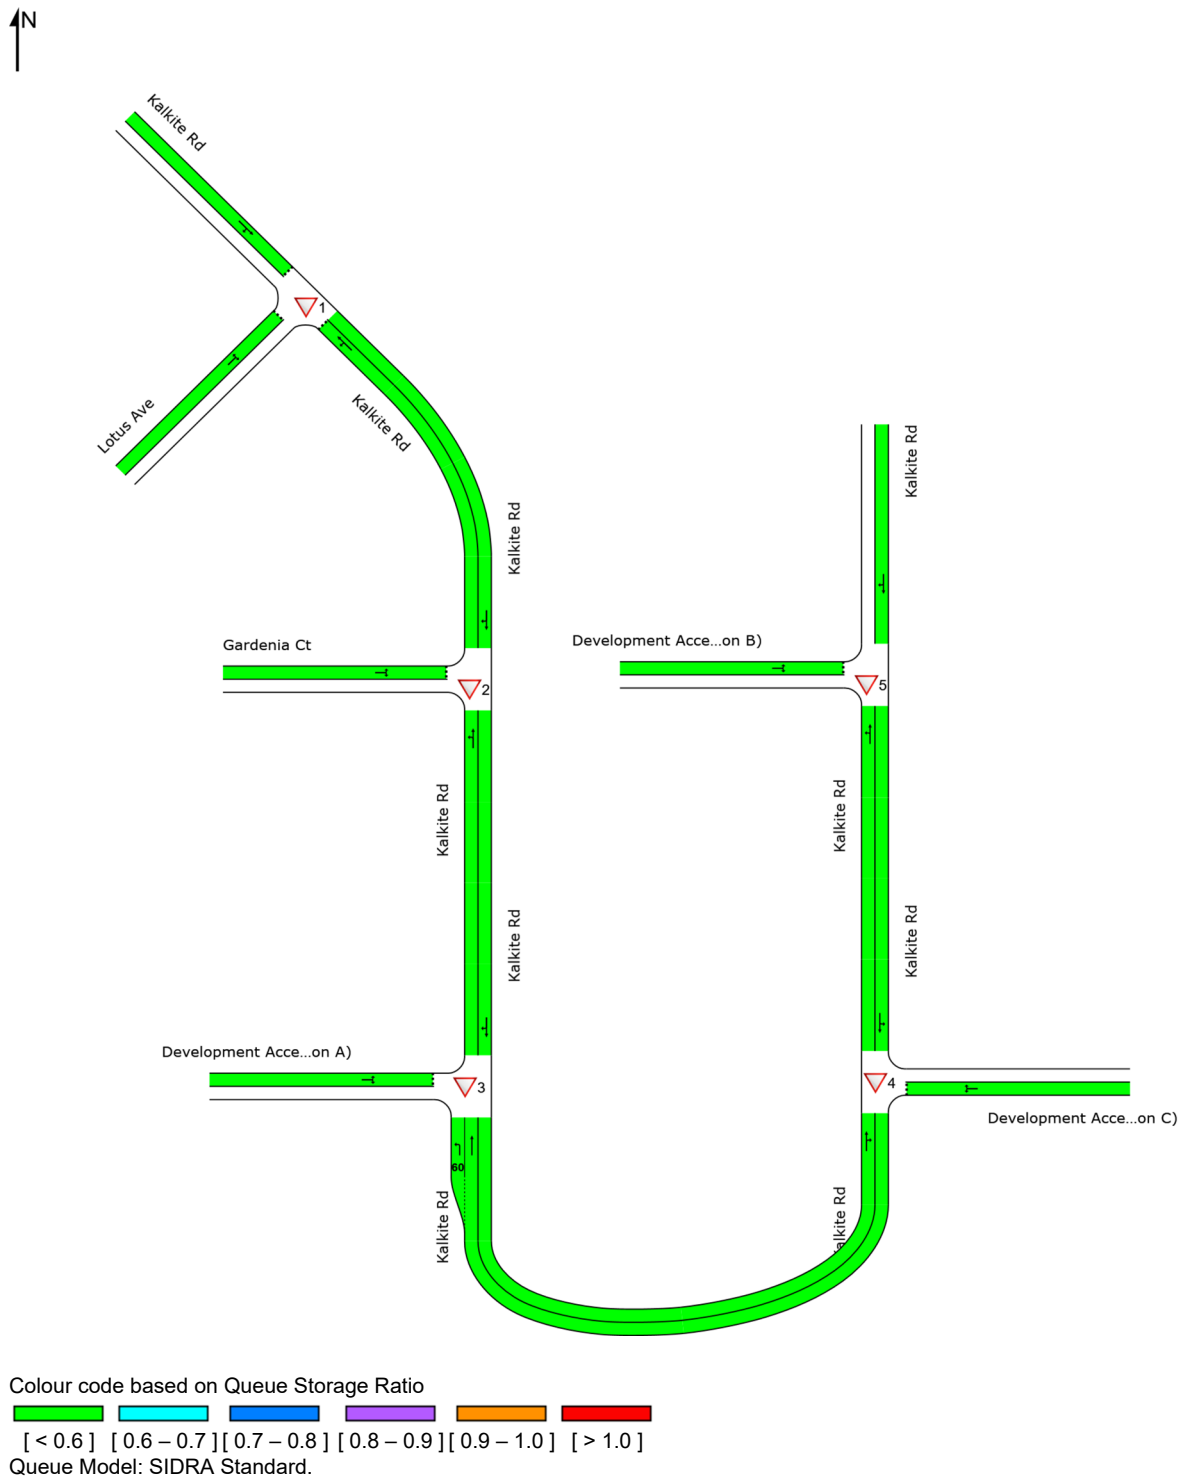 N
Kalkite Rd
1
Kalkite Rd
Lotus Ave
Kalkite Rd
Kalkite Rd
Gardenia Ct
Development Acce...on B)
2
5
Kalkite Rd
Kalkite Rd
Kalkite Rd
Kalkite Rd
Development Acce...on A)
3
4
Development Acce...on C)
60
Kalkite Rd
alkite Rd
Colour code based on Queue Storage Ratio
[ < 0.6 ] [ 0.6 – 0.7 ] [ 0.7 – 0.8 ] [ 0.8 – 0.9 ] [ 0.9 – 1.0 ] [ > 1.0 ]
Queue Model: SIDRA Standard.